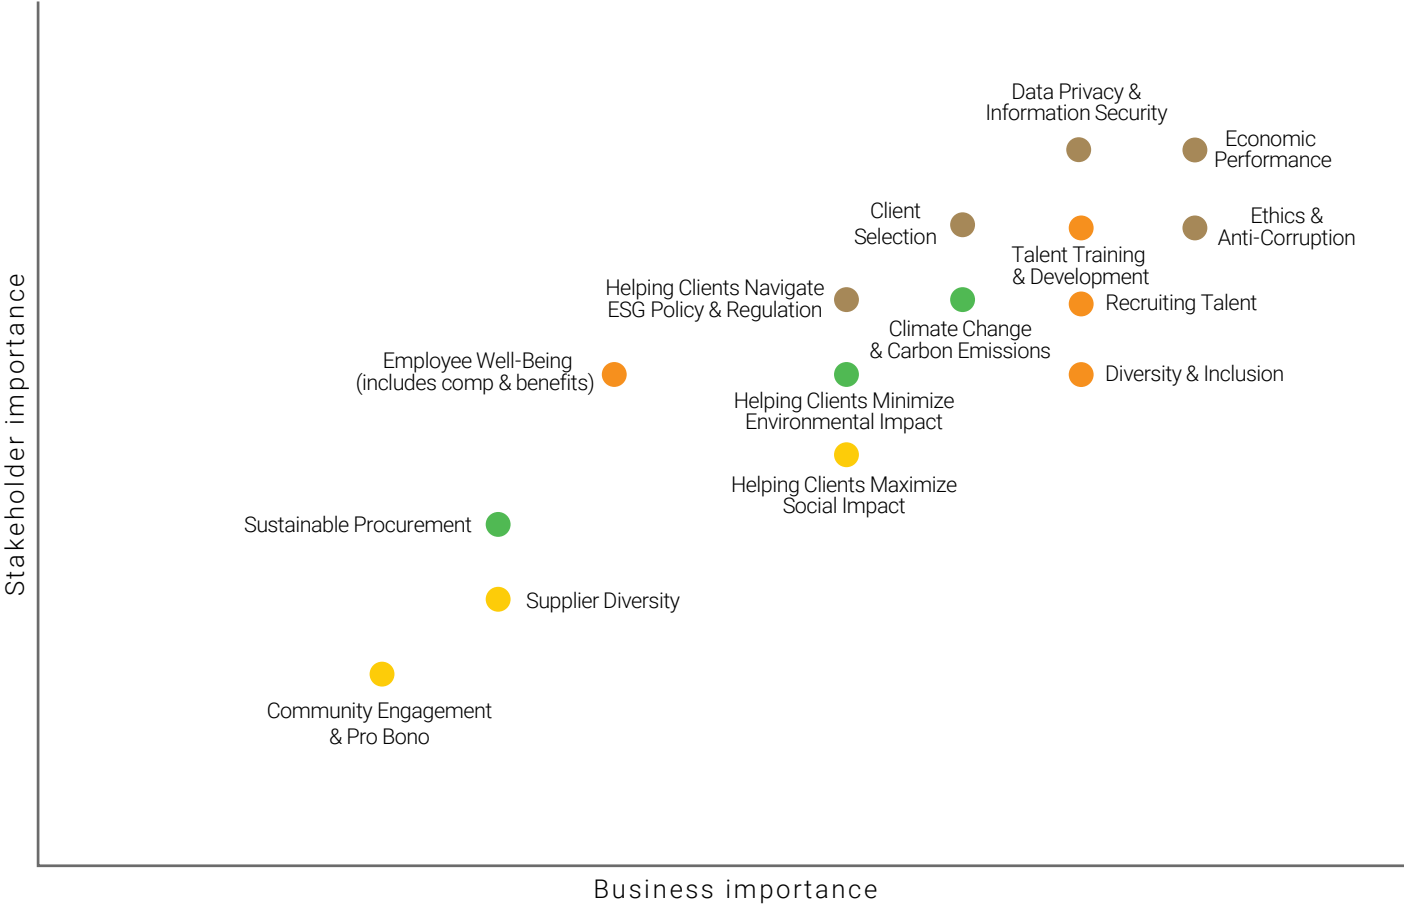 Data Privacy &
Information Security
Economic
Performance
Client
Selection
Ethics &
Anti-Corruption
Talent Training
& Development
Helping Clients Navigate
ESG Policy & Regulation
Recruiting Talent
Climate Change
& Carbon Emissions
Employee Well-Being
(includes comp & benefits)
Diversity & Inclusion
Helping Clients Minimize
Environmental Impact
Helping Clients Maximize
Social Impact
Sustainable Procurement
Supplier Diversity
Community Engagement
& Pro Bono
Stakeholder importance
Business importance